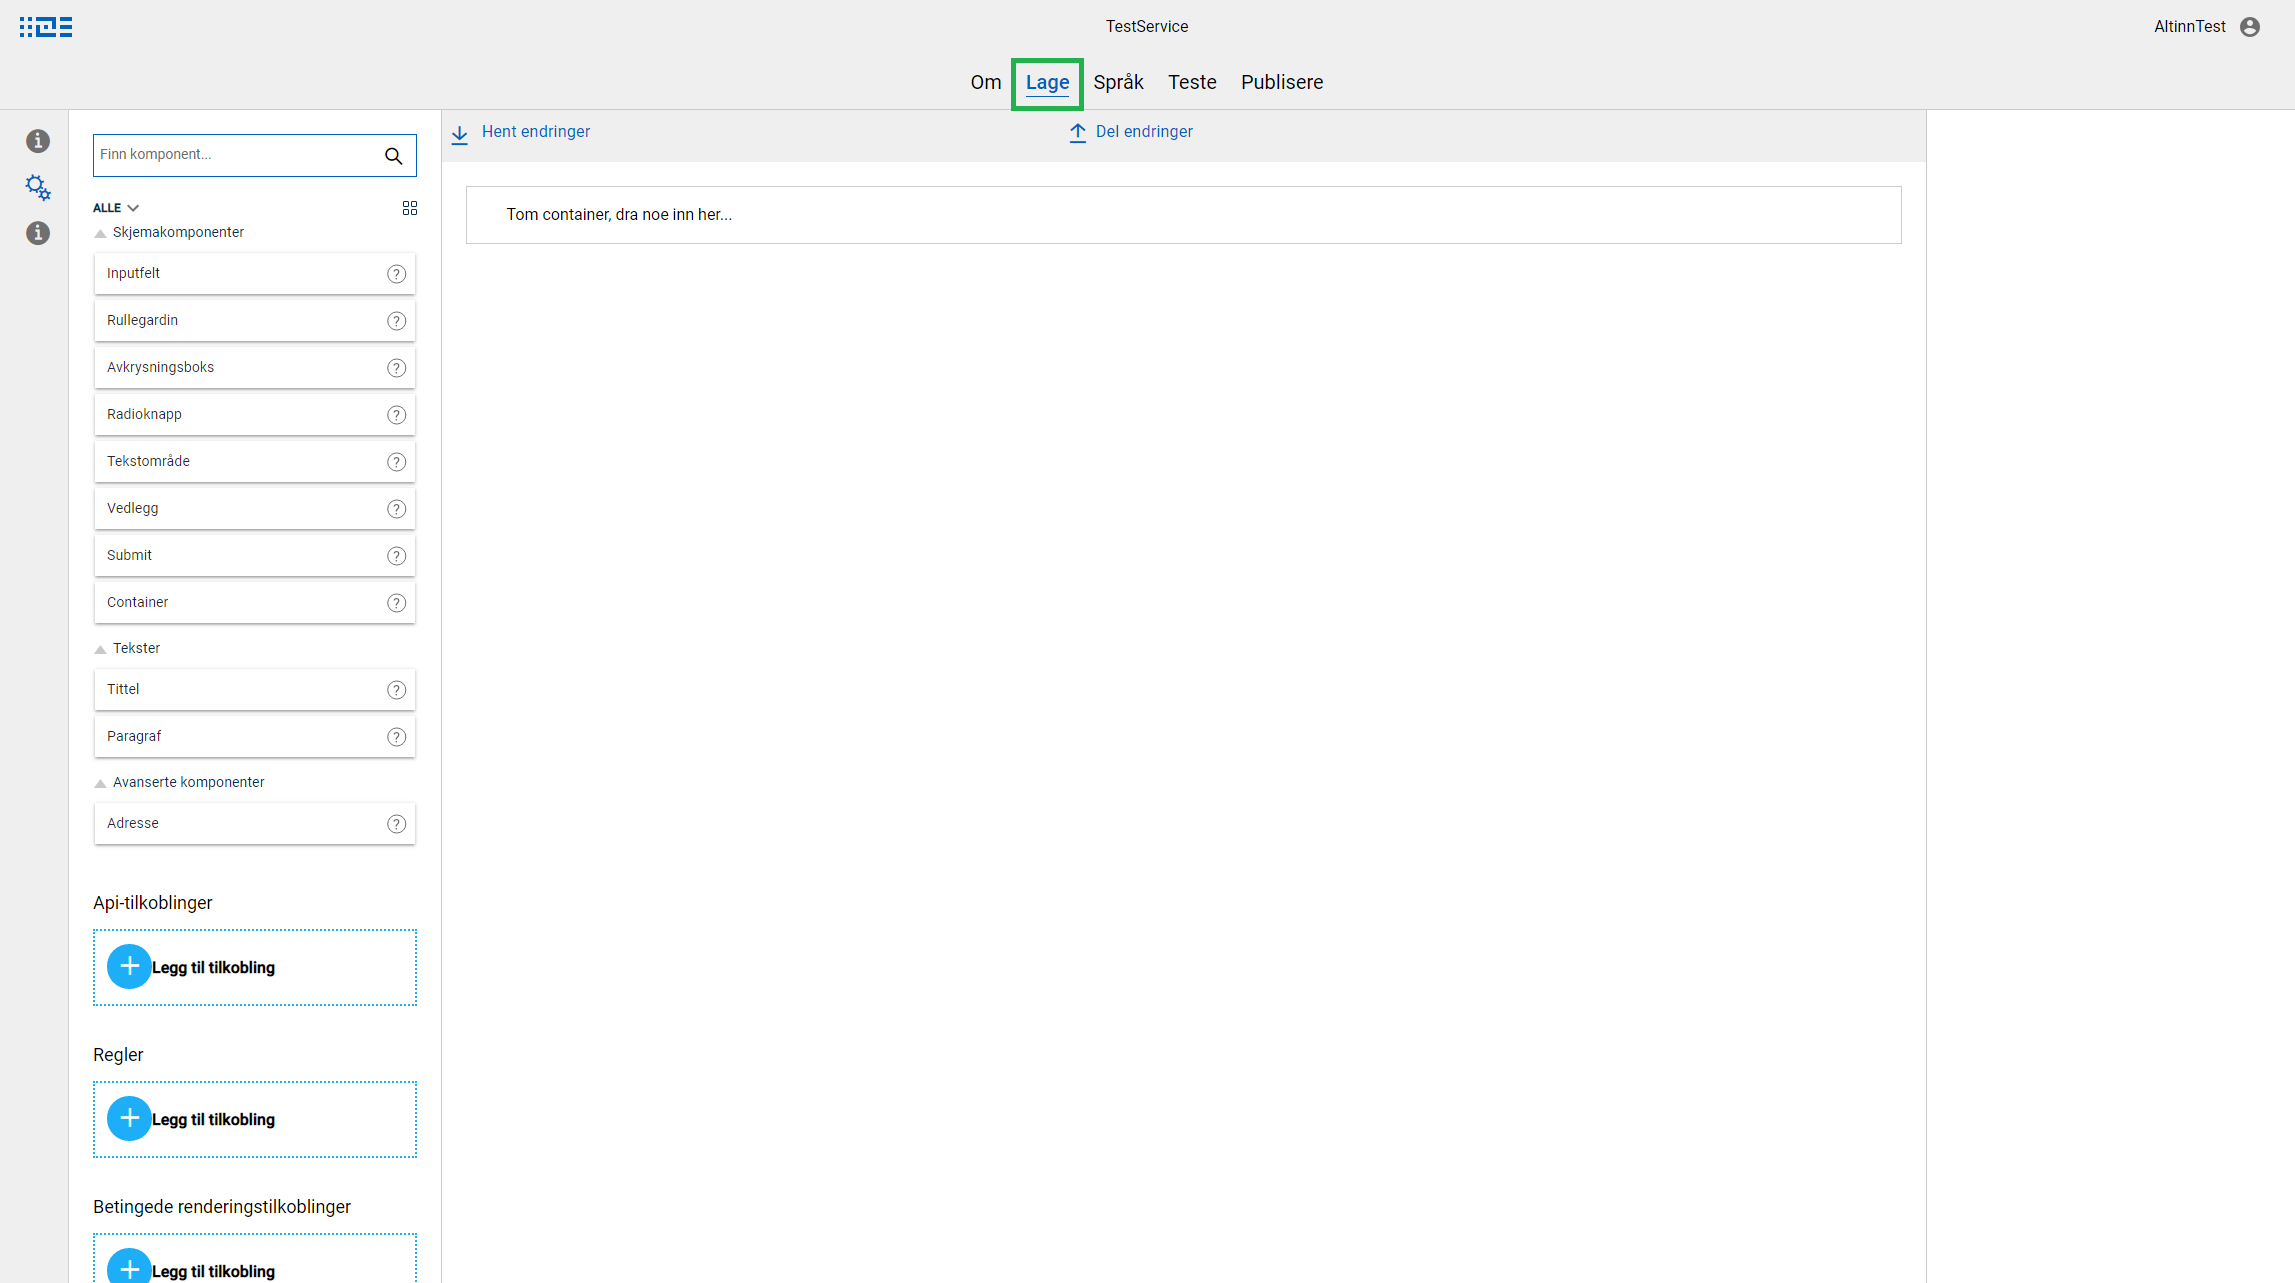 TestService
AltinnTest
Om Lage Språk Teste Publisere
Finn komponent...
ALLE
Skjemakomponenter
Inputfelt
Rullegardin
Avkrysningsboks
Radioknapp
Tekstområde
Vedlegg
Submit
Container
Tekster
Tittel
Paragraf
Avanserte komponenter
Adresse
Api-tilkoblinger
Legg til tilkobling
Regler
Legg til tilkobling
Betingede renderingstilkoblinger
Legg til tilkobling
Hent endringer
Del endringer
Tom container, dra noe inn her...